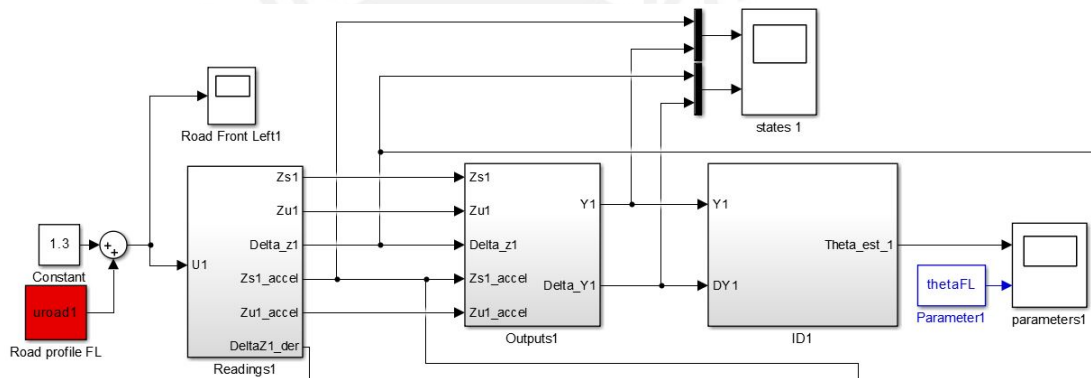 Road Front Left1
states 1
1.3
Constant
uroad1
Road profile FL
U1
Zs1
Zu1
Delta_z1
Zs1_accel
Zu1_accel
DeltaZ1_der
Readings1
Zs1
Zu1
Delta_z1
Zs1_accel
Zu1_accel
Y1
Delta_Y1
Outputs1
Y1
DY1
Theta_est_1
ID1
thetaFL
Parameter1
parameters1